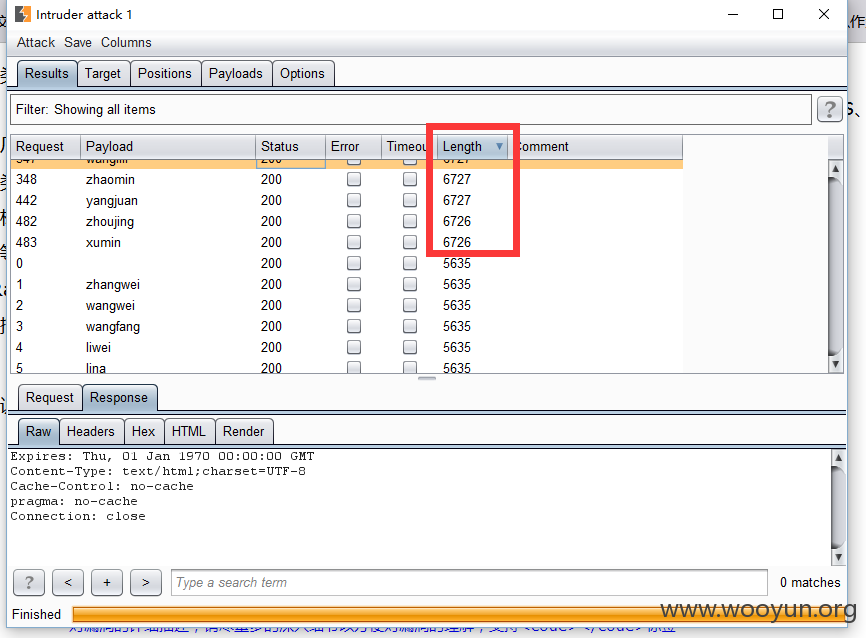 Intruder attack 1
Attack Save Columns
Results Target Positions Payloads Options
Filter: Showing all items ?
Request Payload Status Error Timeou Length Comment
347 wanglili 200 6727
348 zhaomin 200 6727
442 yangjuan 200 6727
482 zhoujing 200 6726
483 xumin 200 6726
0 200 5635
1 zhangwei 200 5635
2 wangwei 200 5635
3 wangfang 200 5635
4 liwei 200 5635
5 lina 200 5635
Request Response
Raw Headers Hex HTML Render
Expires: Thu, 01 Jan 1970 00:00:00 GMT
Content-Type: text/html;charset=UTF-8
Cache-Control: no-cache
pragma: no-cache
Connection: close
? < + > Type a search term 0 matches
Finished
www.wooyun.org